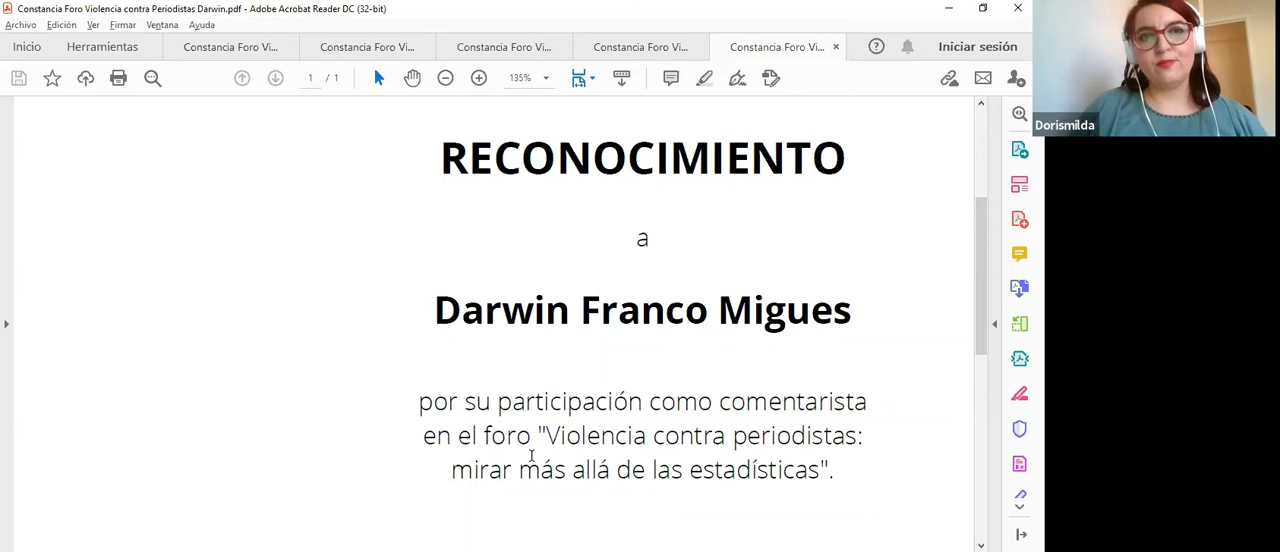 Constancia Foro Violencia contra Periodistas Darwin.pdf - Adobe Acrobat Reader DC (32-bit)
Archivo Edición Ver Firmar Ventana Ayuda
Inicio Herramientas Constancia Foro Vi... Constancia Foro Vi... Constancia Foro Vi... Constancia Foro Vi... Constancia Foro Vi... × Iniciar sesión
1 / 1 135%
Dorismilda
RECONOCIMIENTO
a
Darwin Franco Migues
por su participación como comentarista
en el foro "Violencia contra periodistas:
mirar más allá de las estadísticas".